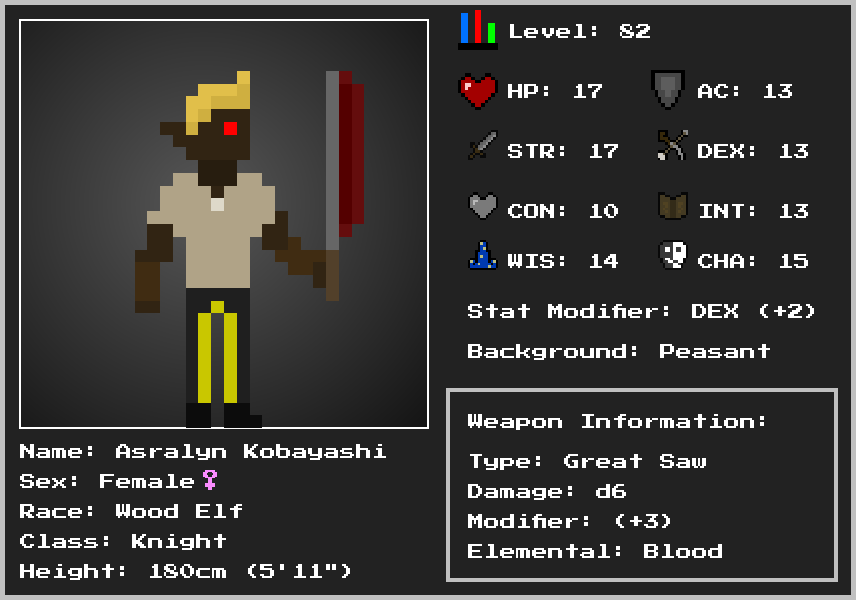 Level: 82
HP: 17
AC: 13
STR: 17
DEX: 13
CON: 10
INT: 13
WIS: 14
CHA: 15
Stat Modifier: DEX (+2)
Background: Peasant
Weapon Information:
Type: Great Saw
Damage: d6
Modifier: (+3)
Elemental: Blood
Name: Asralyn Kobayashi
Sex: Female♀
Race: Wood Elf
Class: Knight
Height: 180cm (5'11")